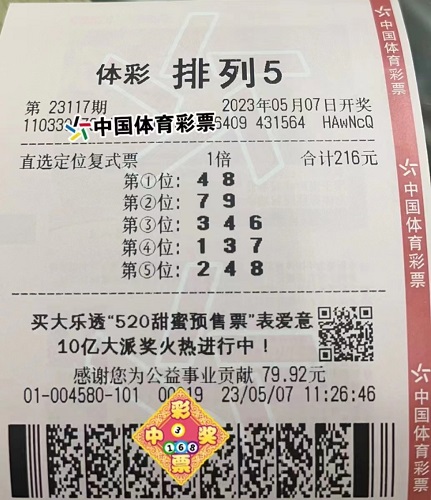 体彩 排列5
第 23117期 2023年05月07日开奖
110333 中国体育彩票 6409 431564 HAwNcQ
直选定位复式票 1倍 合计216元
第①位: 4 8
第②位: 7 9
第③位: 3 4 6
第④位: 1 3 7
第⑤位: 2 4 8
买大乐透“520甜蜜预售票”表爱意
10亿大派奖火热进行中！
感谢您为公益事业贡献 79.92元
01-004580-101 19 23/05/07 11:26:46
彩
中 3 奖
168
票
中国体育彩票
中国体育彩票
中国体育彩票